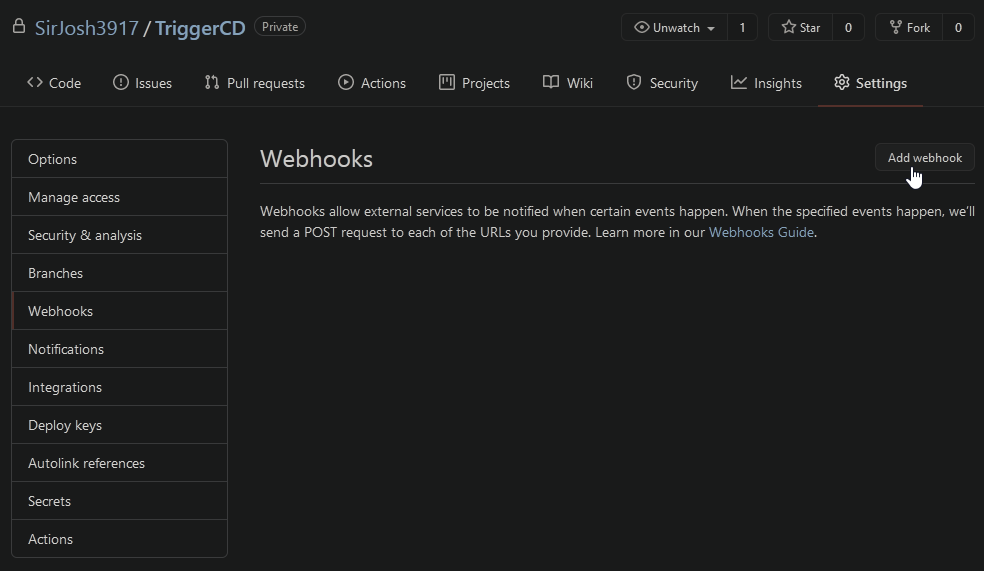 SirJosh3917 / TriggerCD Private Unwatch 1 Star 0 Fork 0
Code Issues Pull requests Actions Projects Wiki Security Insights Settings
Options
Manage access
Security & analysis
Branches
Webhooks
Notifications
Integrations
Deploy keys
Autolink references
Secrets
Actions
Webhooks Add webhook
Webhooks allow external services to be notified when certain events happen. When the specified events happen, we'll
send a POST request to each of the URLs you provide. Learn more in our Webhooks Guide.